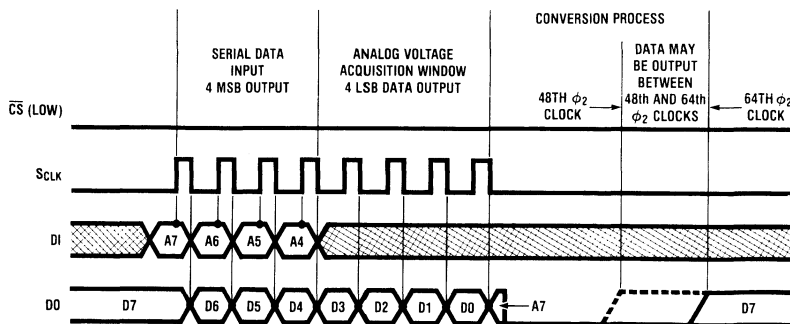 CONVERSION PROCESS
SERIAL DATA
INPUT
4 MSB OUTPUT
ANALOG VOLTAGE
ACQUISITION WINDOW
4 LSB DATA OUTPUT
48TH ϕ2
CLOCK
DATA MAY
BE OUTPUT
BETWEEN
48th AND 64th
ϕ2 CLOCKS
64TH ϕ2
CLOCK
CS (LOW)
SCLK
DI
A7 A6 A5 A4
DO
D7 D6 D5 D4 D3 D2 D1 D0 A7 D7